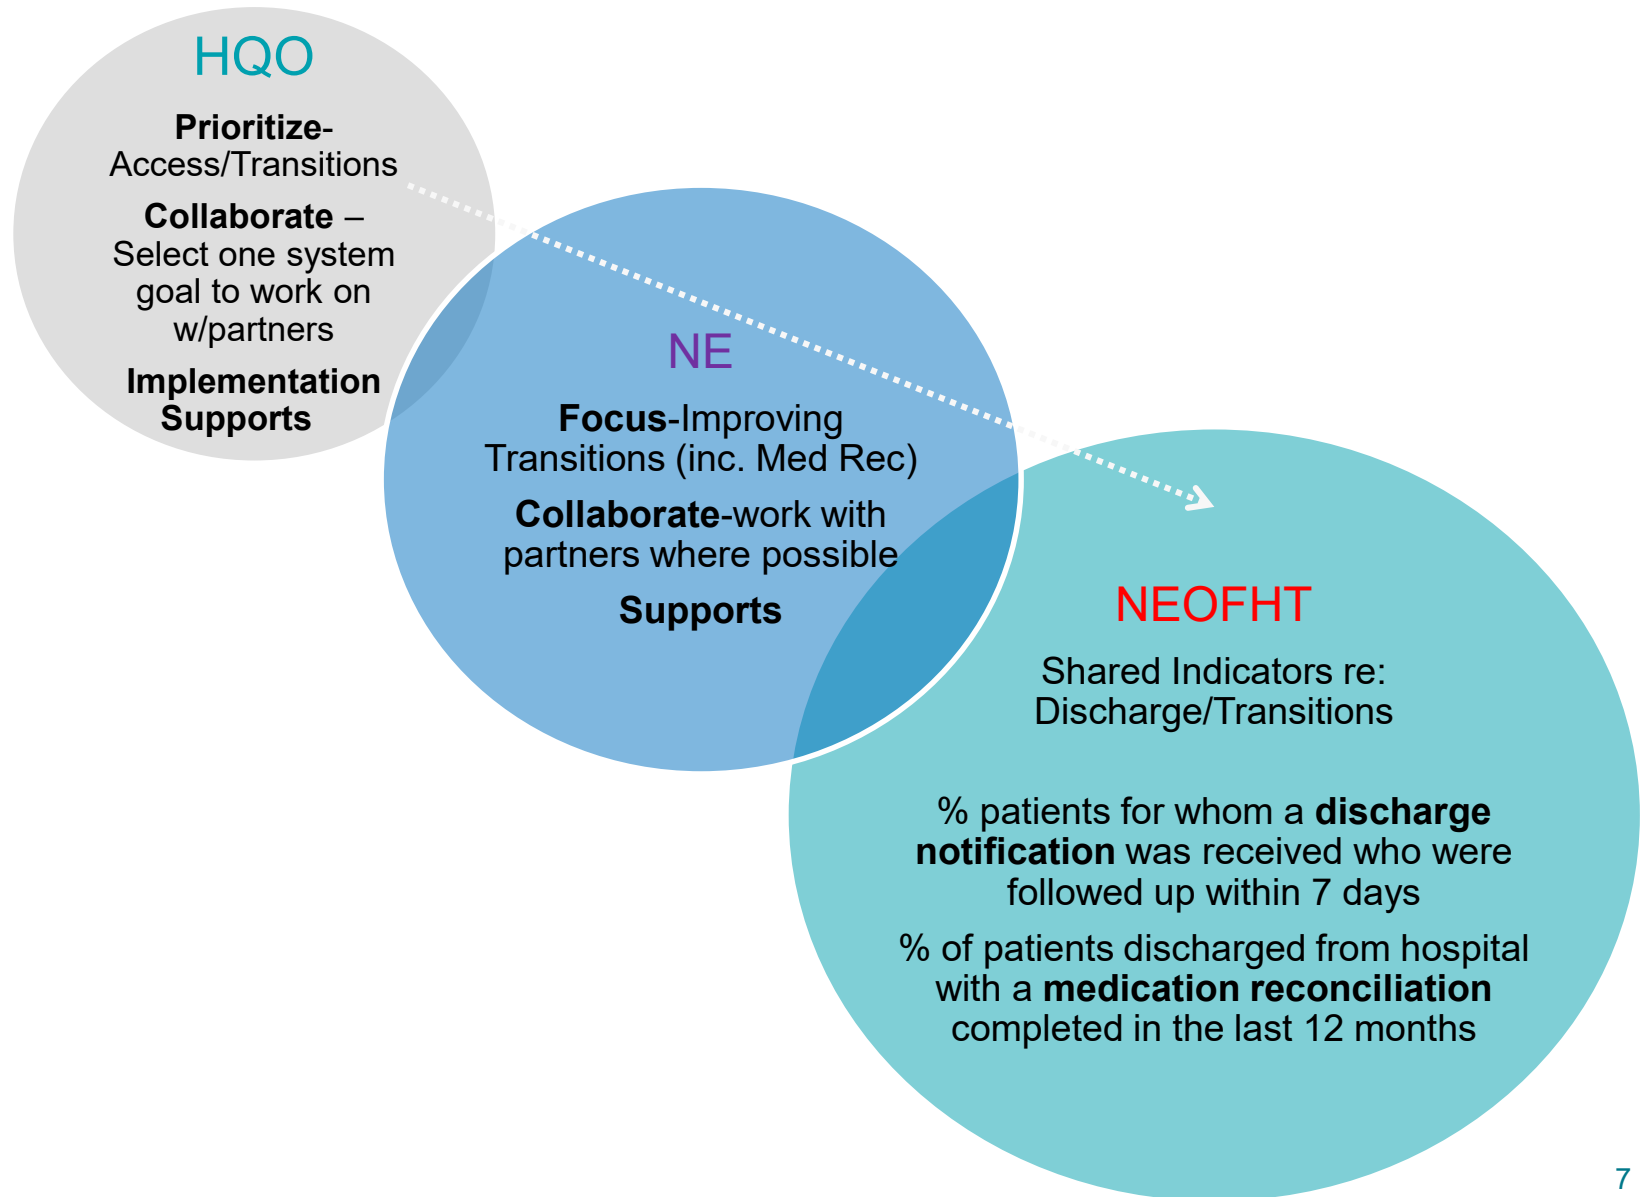 HQO
Prioritize-
Access/Transitions
Collaborate –
Select one system
goal to work on
w/partners
Implementation
Supports
NE
Focus-Improving
Transitions (inc. Med Rec)
Collaborate-work with
partners where possible
Supports
NEOFHT
Shared Indicators re:
Discharge/Transitions
% patients for whom a discharge
notification was received who were
followed up within 7 days
% of patients discharged from hospital
with a medication reconciliation
completed in the last 12 months
7